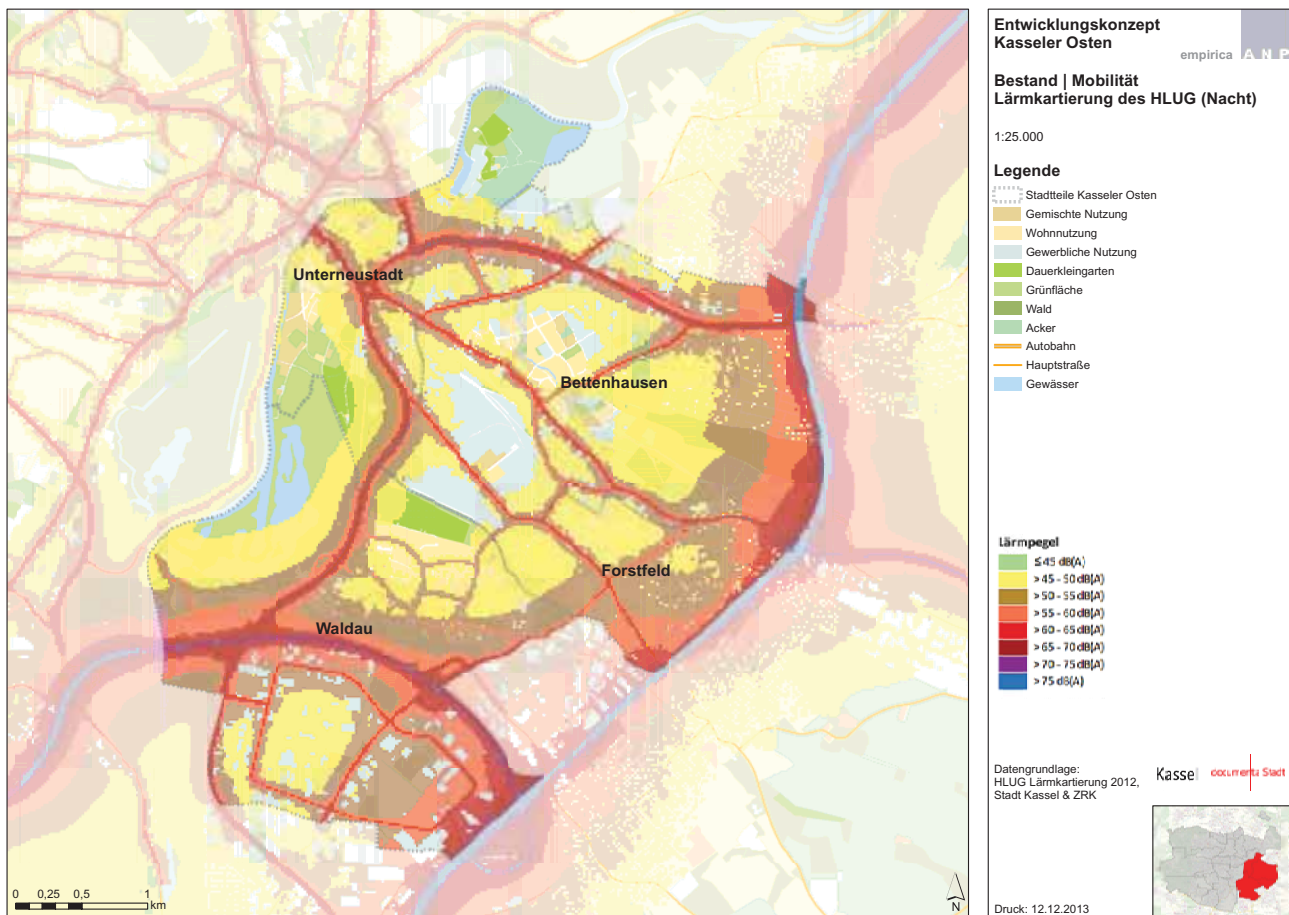 Unterneustadt
Bettenhausen
Forstfeld
Waldau
0 0,25 0,5 1
km
N
Entwicklungskonzept
Kasseler Osten
empirica ANP
Bestand | Mobilität
Lärmkartierung des HLUG (Nacht)
1:25.000
Legende
Stadtteile Kasseler Osten
Gemischte Nutzung
Wohnnutzung
Gewerbliche Nutzung
Dauerkleingarten
Grünfläche
Wald
Acker
Autobahn
Hauptstraße
Gewässer
Lärmpegel
≤ 45 dB(A)
> 45 - 50 dB(A)
> 50 - 55 dB(A)
> 55 - 60 dB(A)
> 60 - 65 dB(A)
> 65 - 70 dB(A)
> 70 - 75 dB(A)
> 75 dB(A)
Datengrundlage:
HLUG Lärmkartierung 2012,
Stadt Kassel & ZRK
Kassel documenta Stadt
Druck: 12.12.2013